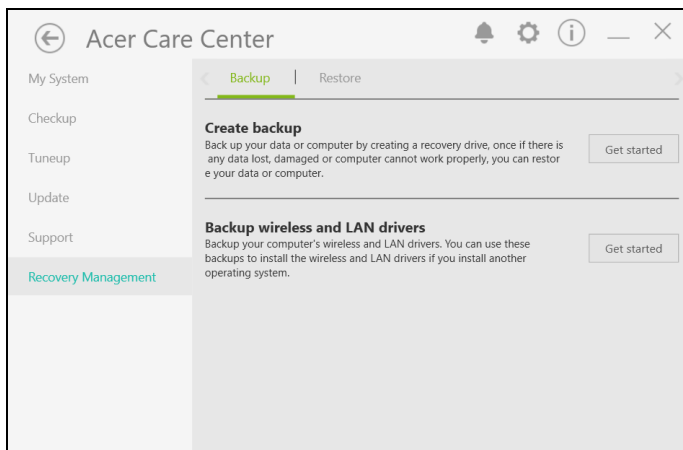 Acer Care Center
My System
Checkup
Tuneup
Update
Support
Recovery Management
Backup
Restore
Create backup
Back up your data or computer by creating a recovery drive, once if there is
any data lost, damaged or computer cannot work properly, you can restor
e your data or computer.
Get started
Backup wireless and LAN drivers
Backup your computer's wireless and LAN drivers. You can use these
backups to install the wireless and LAN drivers if you install another
operating system.
Get started